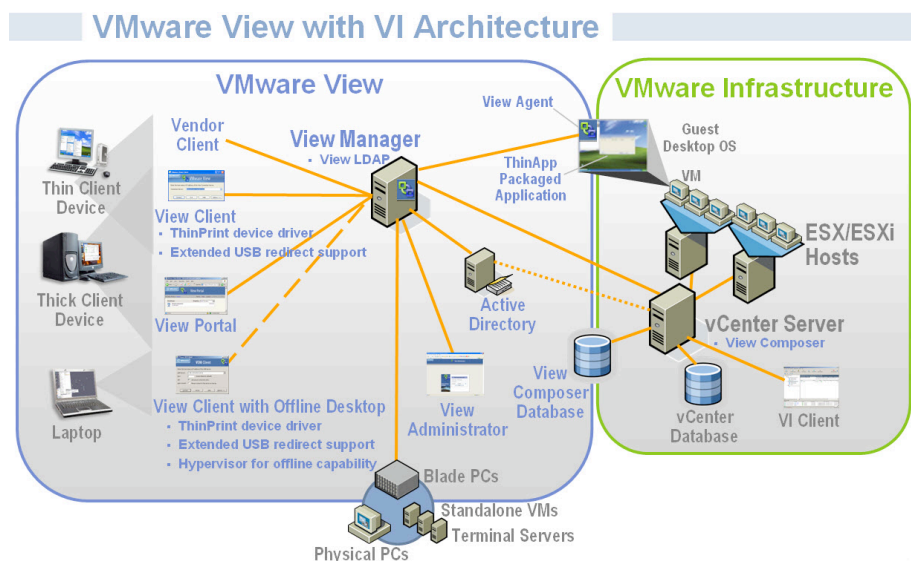 VMware View with VI Architecture
VMware View
VMware Infrastructure
Thin Client
Device
Thick Client
Device
Laptop
Vendor
Client
View Client
• ThinPrint device driver
• Extended USB redirect support
View Portal
View Client with Offline Desktop
• ThinPrint device driver
• Extended USB redirect support
• Hypervisor for offline capability
View Manager
• View LDAP
View Agent
ThinApp
Packaged
Application
Active
Directory
View
Administrator
View
Composer
Database
Blade PCs
Standalone VMs
Terminal Servers
Physical PCs
Guest
Desktop OS
VM
ESX/ESXi
Hosts
vCenter Server
• View Composer
vCenter
Database
VI Client